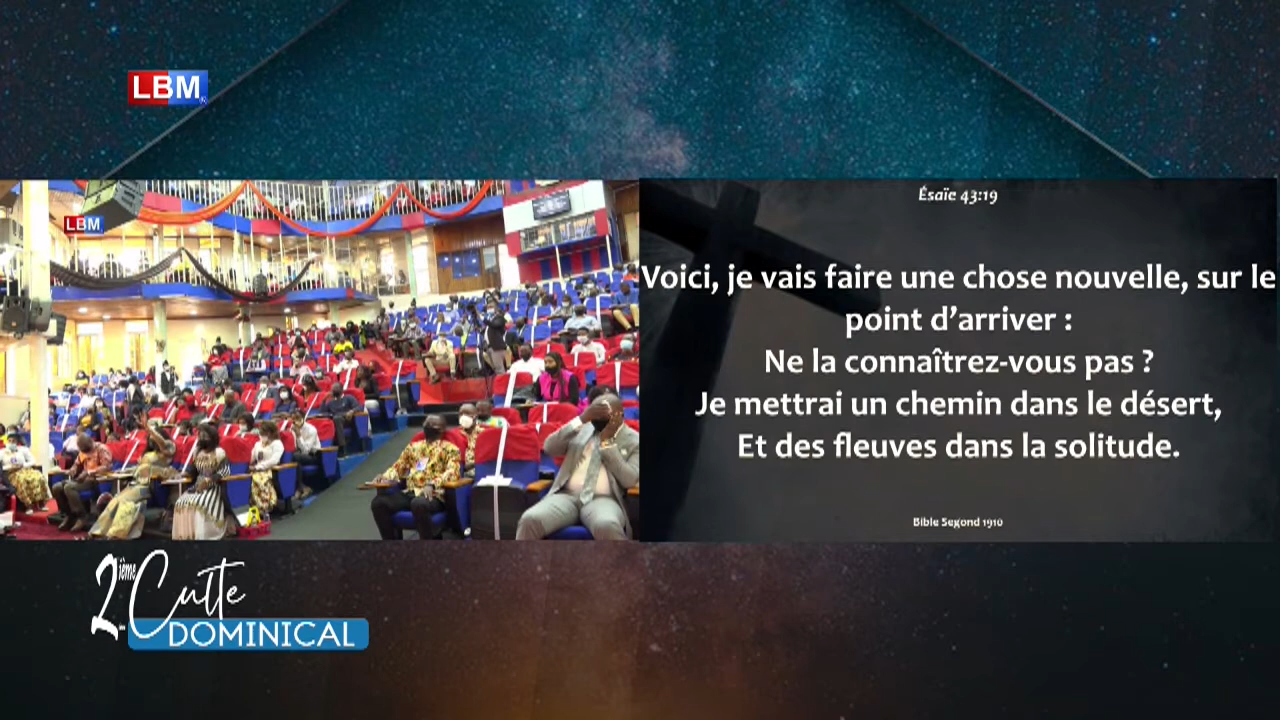 LBM
LBM
Ésaïe 43:19
Voici, je vais faire une chose nouvelle, sur le
point d’arriver :
Ne la connaîtrez-vous pas ?
Je mettrai un chemin dans le désert,
Et des fleuves dans la solitude.
Bible Segond 1910
2ième Culte
DOMINICAL